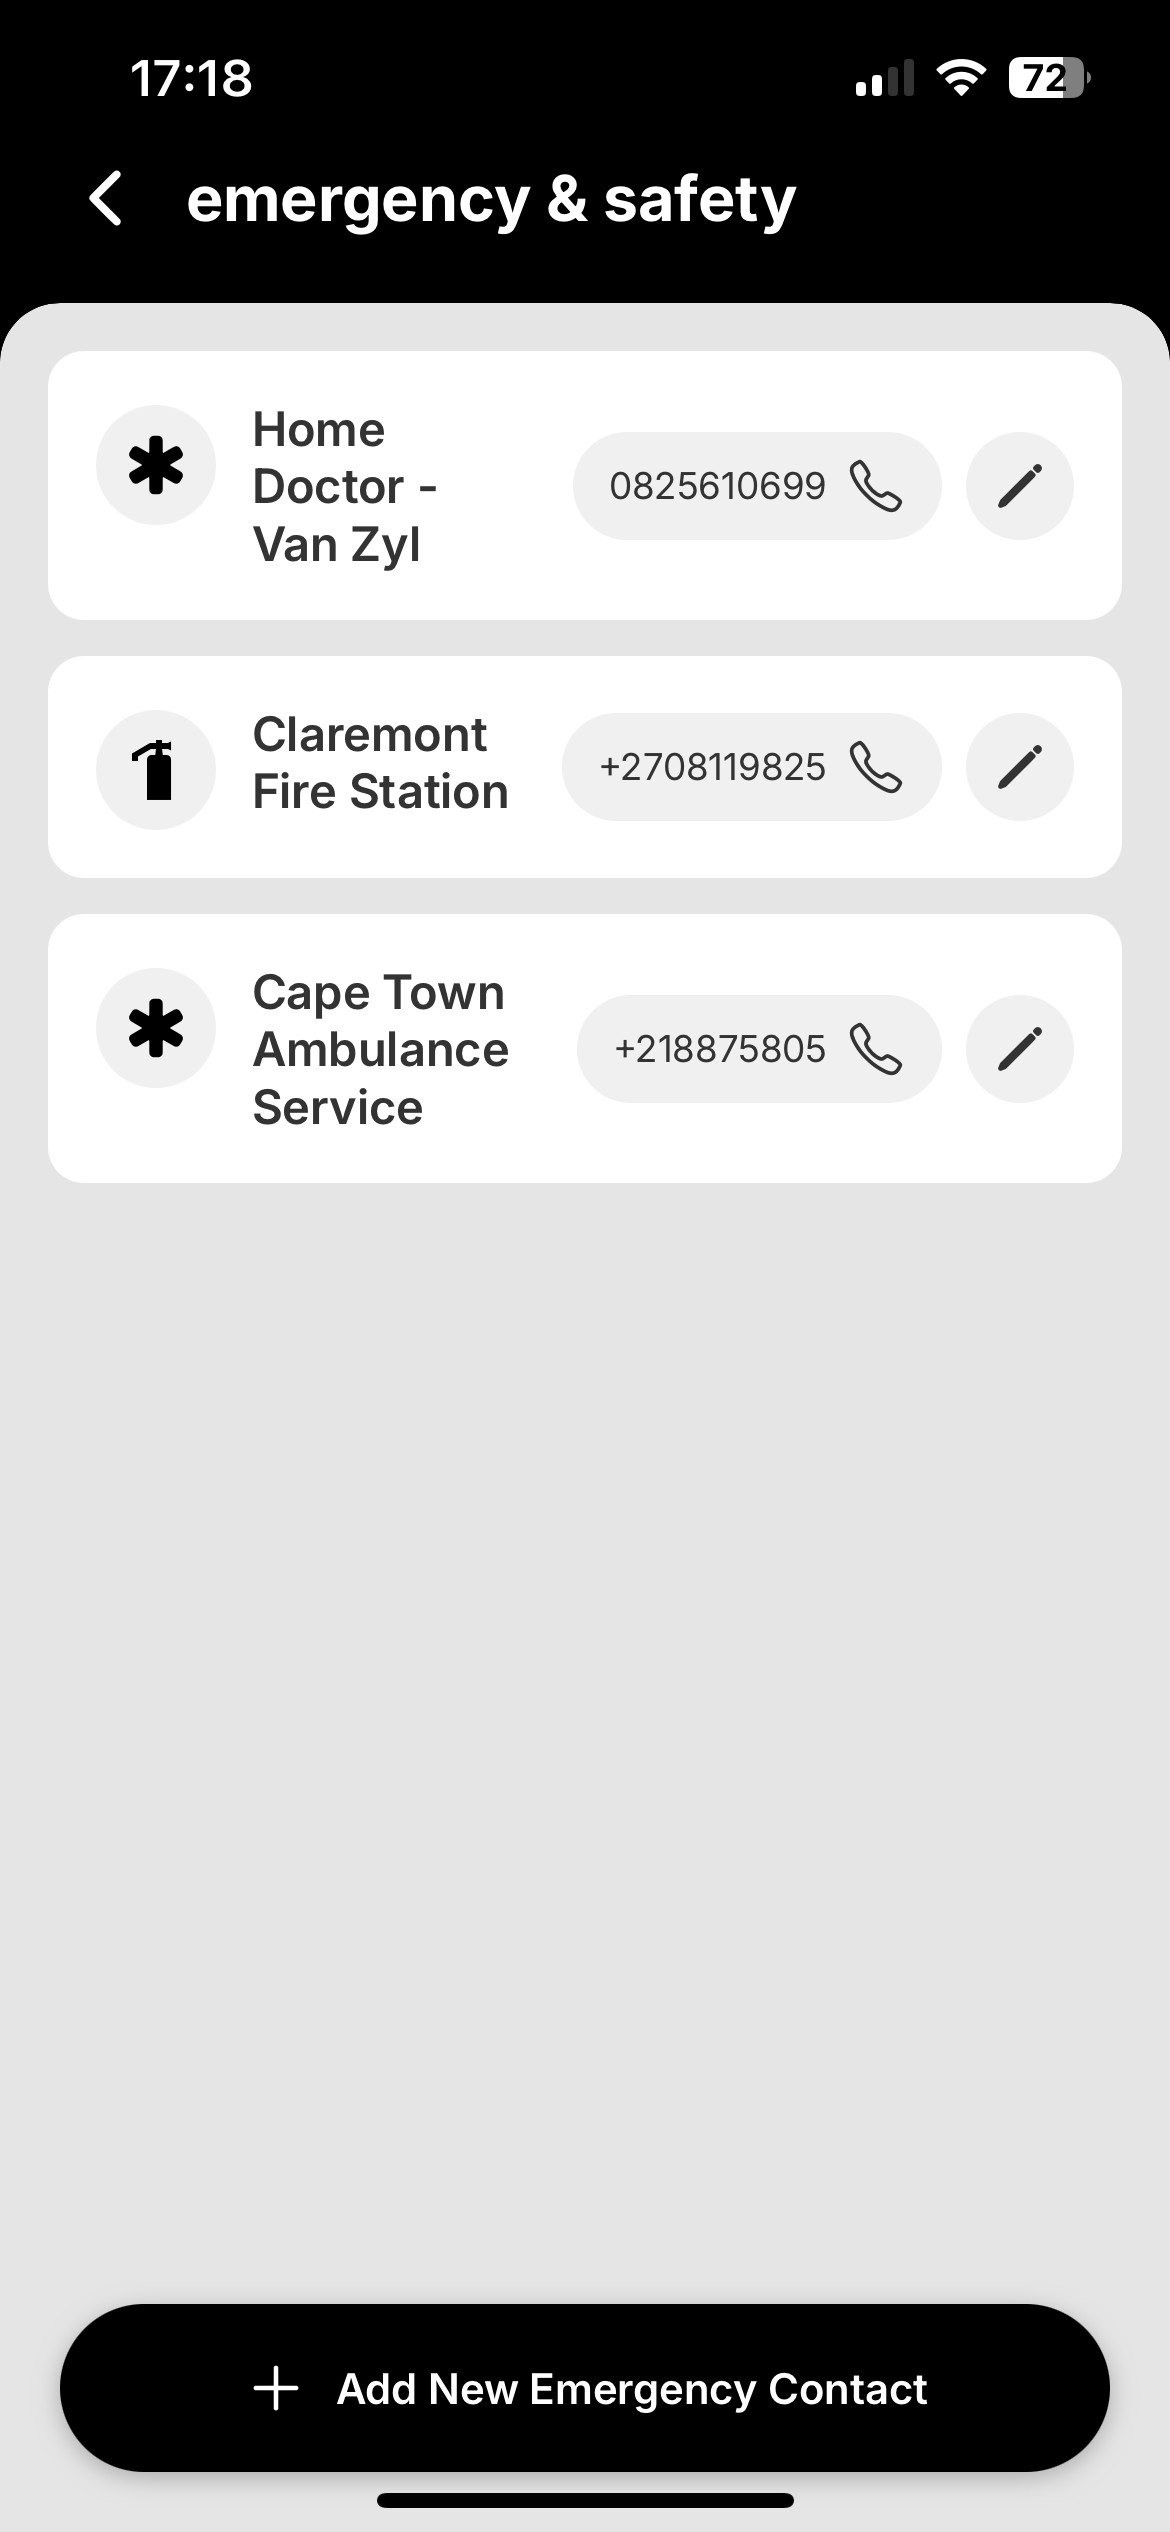 17:18
72
emergency & safety
Home
Doctor -
Van Zyl
0825610699
Claremont
Fire Station
+2708119825
Cape Town
Ambulance
Service
+218875805
Add New Emergency Contact